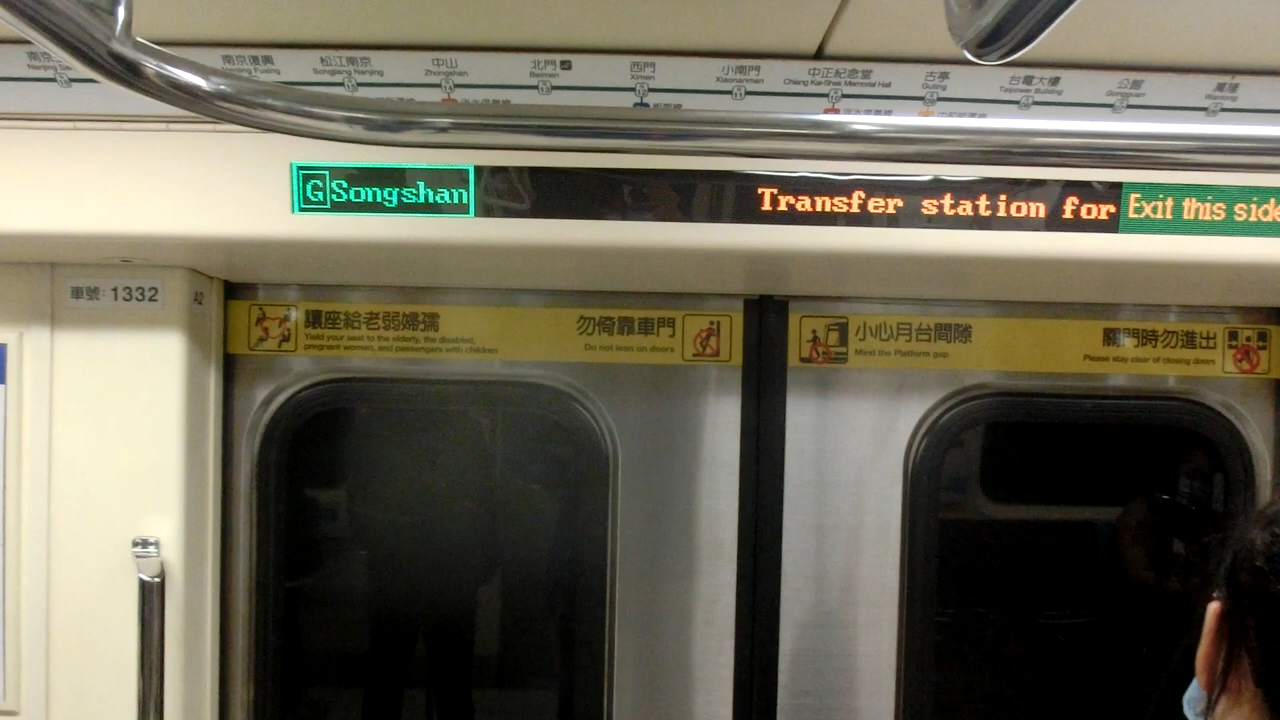 南京復興 松江南京 中山 北門 西門 小南門 中正紀念堂 古亭 台電大樓 公館 萬隆
Nanjing Fuxing Songjiang Nanjing Zhongshan Beimen Ximen Xiaonanmen Chiang Kai-Shek Memorial Hall Guting Taipower Building Gongguan Wanlong
G Songshan Transfer station for Exit this side
車號:1332
A2
讓座給老弱婦孺
Yield your seat to the elderly, the disabled,
pregnant women, and passengers with children
勿倚靠車門
Do not lean on doors
小心月台間隙
Mind the Platform gap
關門時勿進出
Please stay clear of closing doors